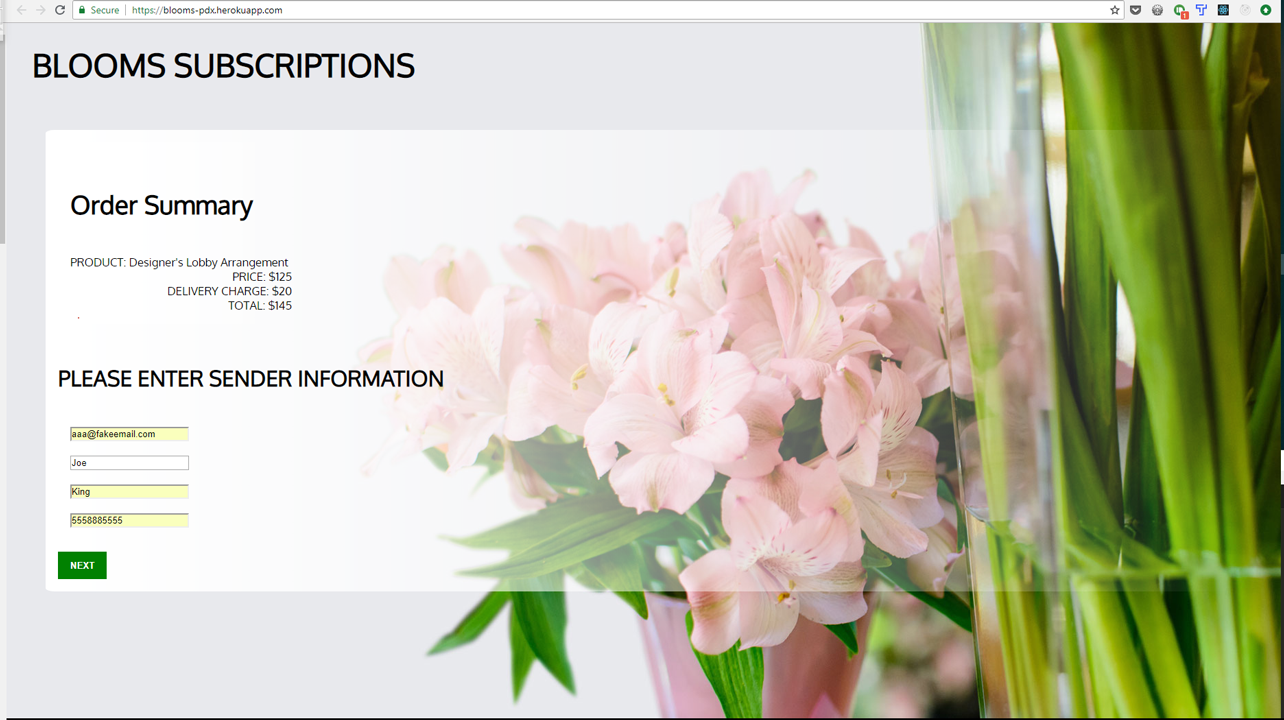 Secure https://blooms-pdx.herokuapp.com
1
BLOOMS SUBSCRIPTIONS
Order Summary
PRODUCT: Designer's Lobby Arrangement
PRICE: $125
DELIVERY CHARGE: $20
TOTAL: $145
PLEASE ENTER SENDER INFORMATION
aaa@fakeemail.com
Joe
King
5558885555
NEXT